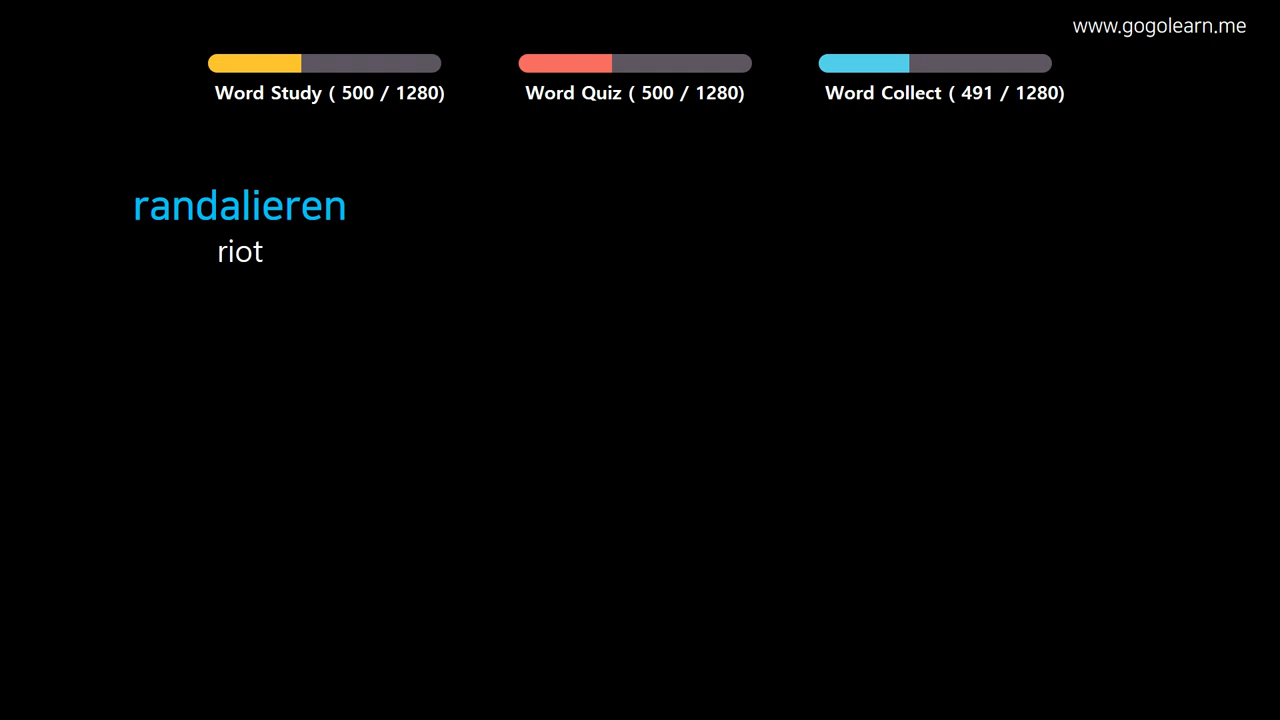 www.gogolearn.me
Word Study ( 500 / 1280)
Word Quiz ( 500 / 1280)
Word Collect ( 491 / 1280)
randalieren
riot